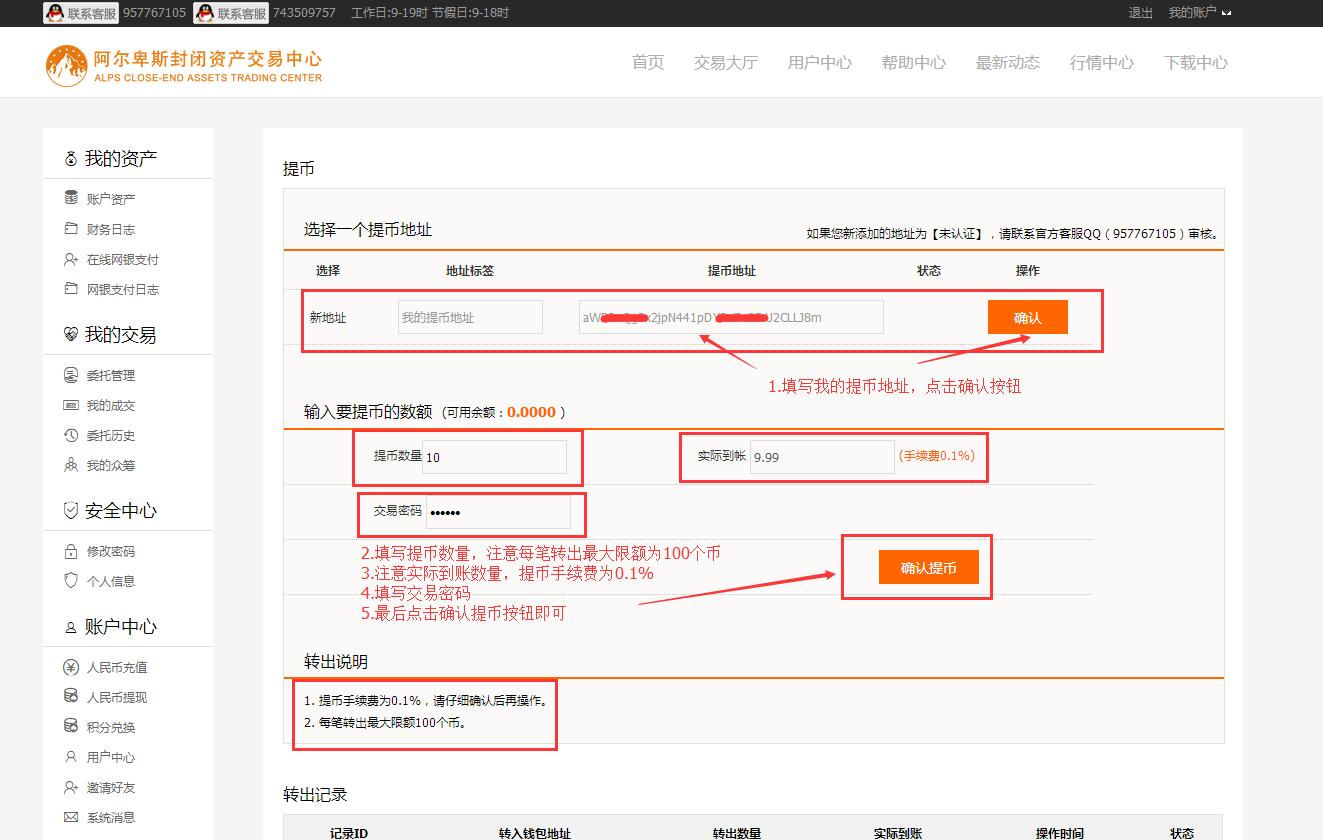 联系客服 957767105 联系客服 743509757 工作日:9-19时 节假日:9-18时 退出 我的账户
阿尔卑斯封闭资产交易中心
ALPS CLOSE-END ASSETS TRADING CENTER
首页 交易大厅 用户中心 帮助中心 最新动态 行情中心 下载中心
我的资产
账户资产
财务日志
在线网银支付
网银支付日志
我的交易
委托管理
我的成交
委托历史
我的众筹
安全中心
修改密码
个人信息
账户中心
人民币充值
人民币提现
积分兑换
用户中心
邀请好友
系统消息
提币
选择一个提币地址 如果您新添加的地址为【未认证】，请联系官方客服QQ（957767105）审核。
选择 地址标签 提币地址 状态 操作
新地址 我的提币地址 确认
1.填写我的提币地址，点击确认按钮
输入要提币的数额（可用余额：0.0000 ）
提币数量 10 实际到帐 9.99 (手续费0.1%)
交易密码 ••••••
2.填写提币数量，注意每笔转出最大限额为100个币
3.注意实际到账数量，提币手续费为0.1%
4.填写交易密码
5.最后点击确认提币按钮即可
确认提币
转出说明
1. 提币手续费为0.1%，请仔细确认后再操作。
2. 每笔转出最大限额100个币。
转出记录
记录ID 转入钱包地址 转出数量 实际到账 操作时间 状态